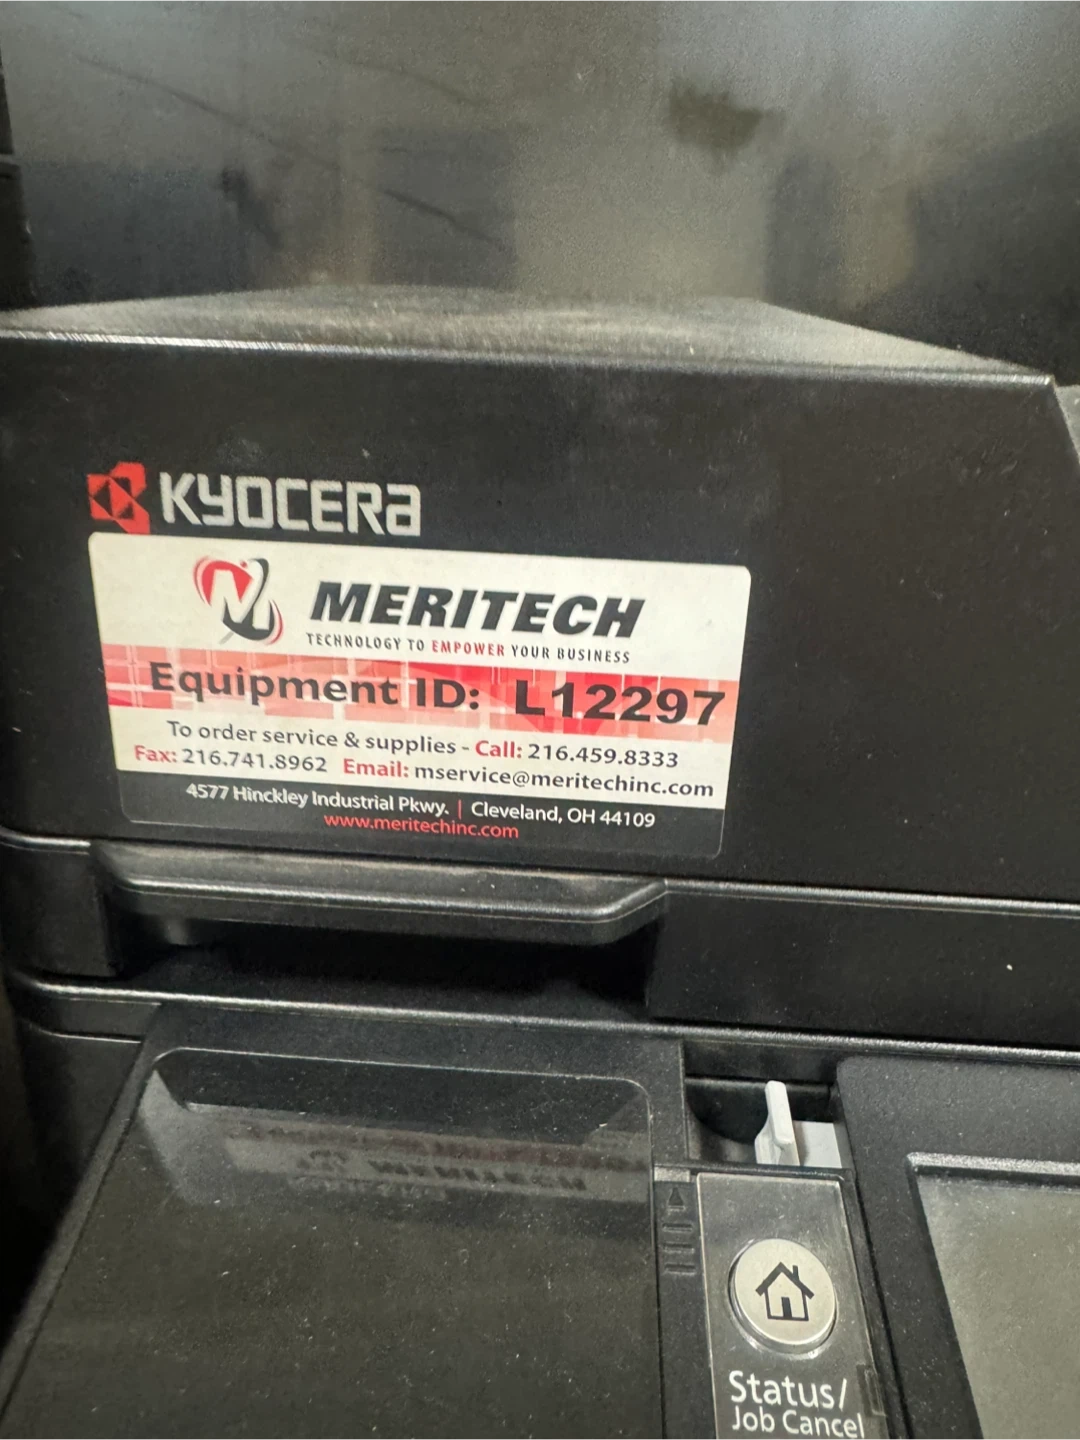 KYOCERA
MERITECH
TECHNOLOGY TO EMPOWER YOUR BUSINESS
Equipment ID: L12297
To order service & supplies - Call: 216.459.8333
Fax: 216.741.8962 Email: mservice@meritechinc.com
4577 Hinckley Industrial Pkwy. | Cleveland, OH 44109
www.meritechinc.com
Status/
Job Cancel